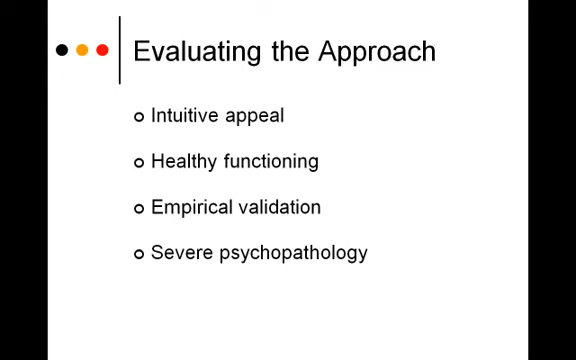 Evaluating the Approach
Intuitive appeal
Healthy functioning
Empirical validation
Severe psychopathology